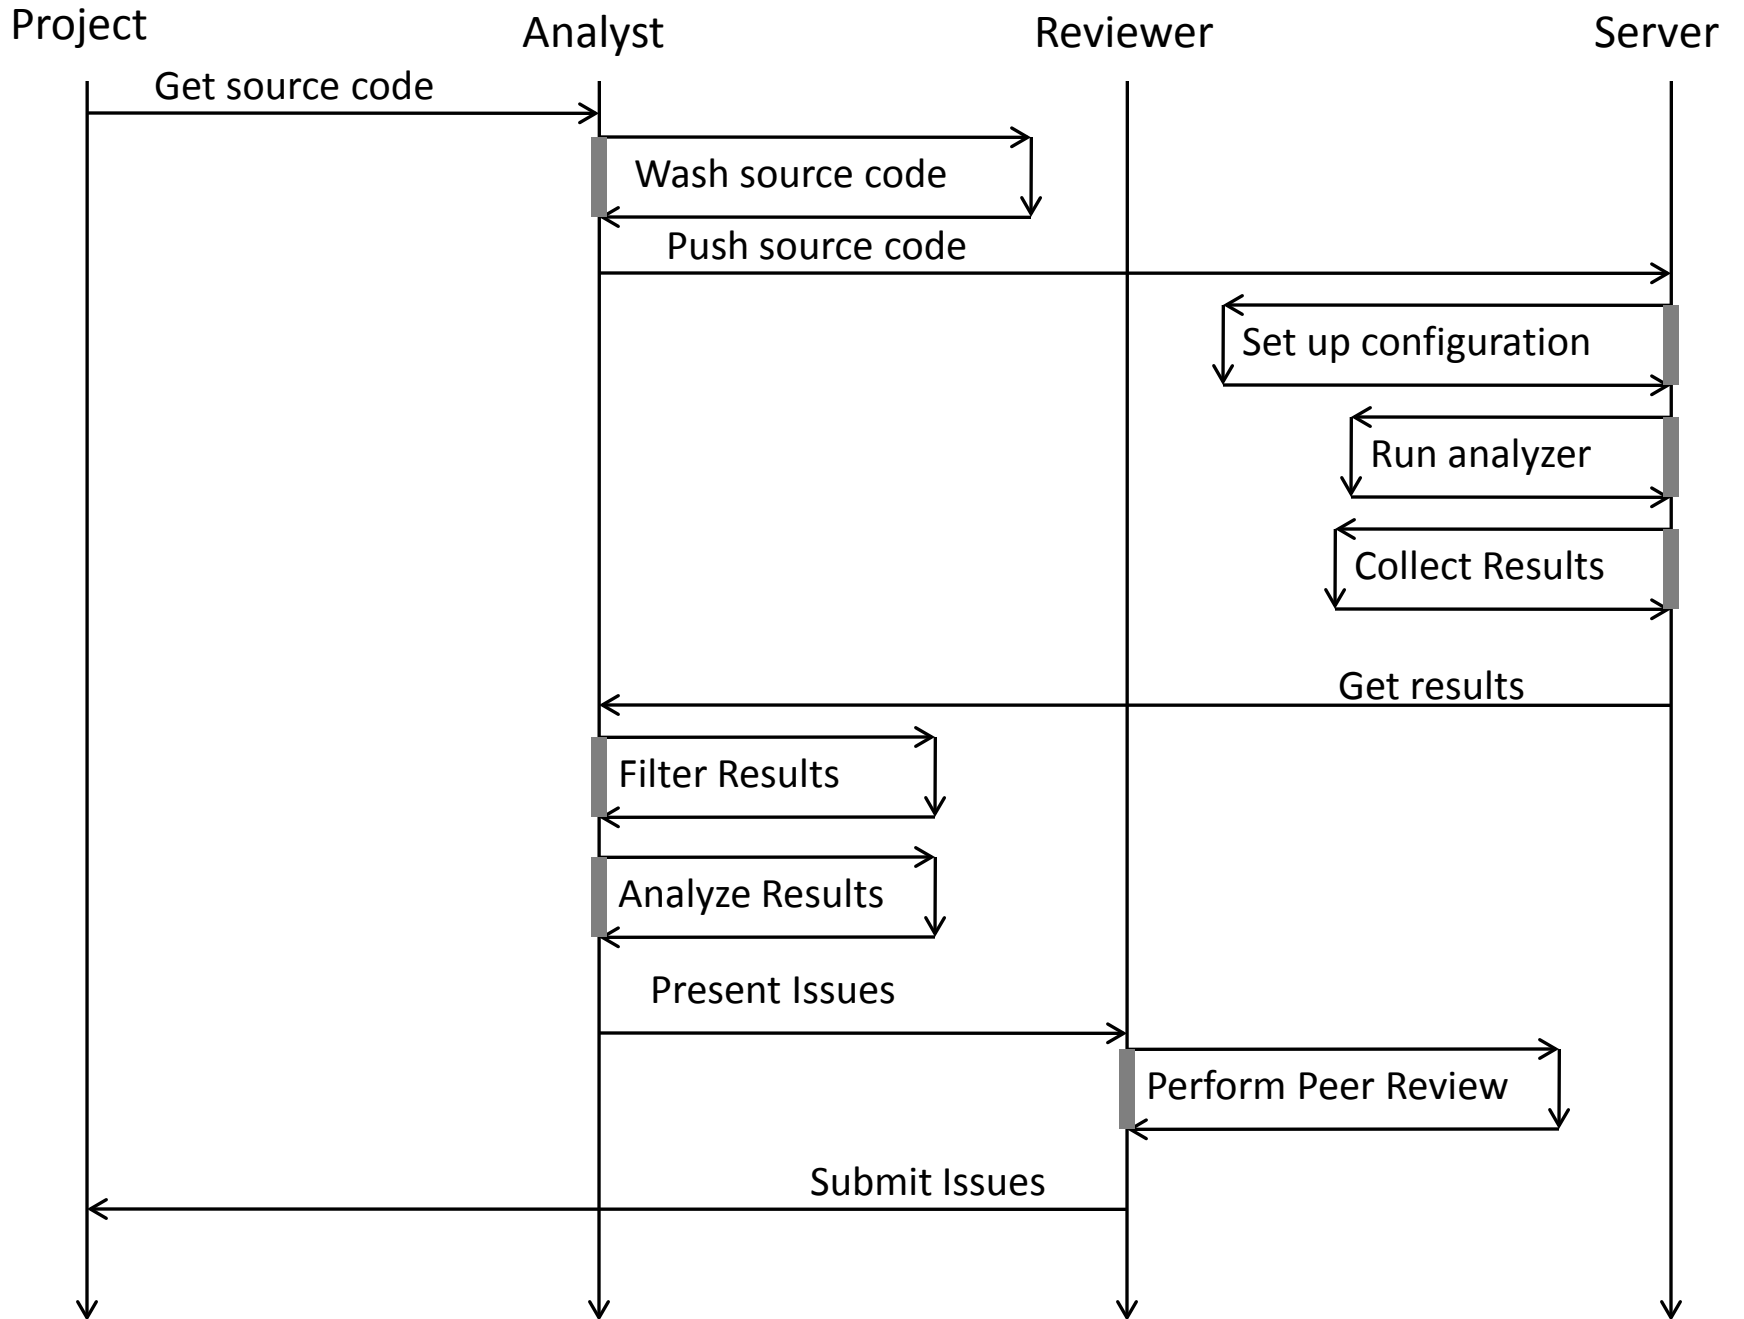 Project
Analyst
Reviewer
Server
Get source code
Wash source code
Push source code
Set up configuration
Run analyzer
Collect Results
Get results
Filter Results
Analyze Results
Present Issues
Perform Peer Review
Submit Issues